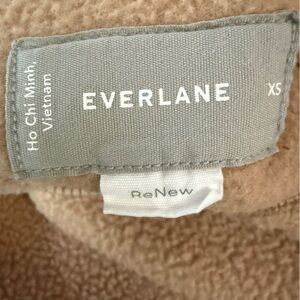 Ho Chi Minh,
Vietnam
EVERLANE
XS
ReNew